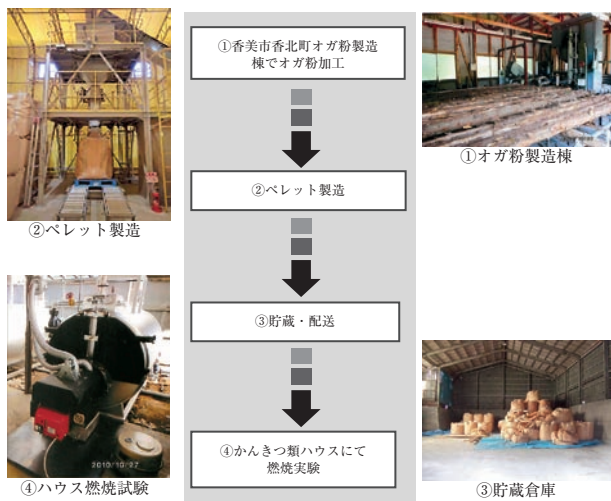 ①香美市香北町オガ粉製造
棟でオガ粉加工
①オガ粉製造棟
②ペレット製造
②ペレット製造
③貯蔵・配送
④かんきつ類ハウスにて
燃焼実験
2010/10/27
④ハウス燃焼試験
③貯蔵倉庫